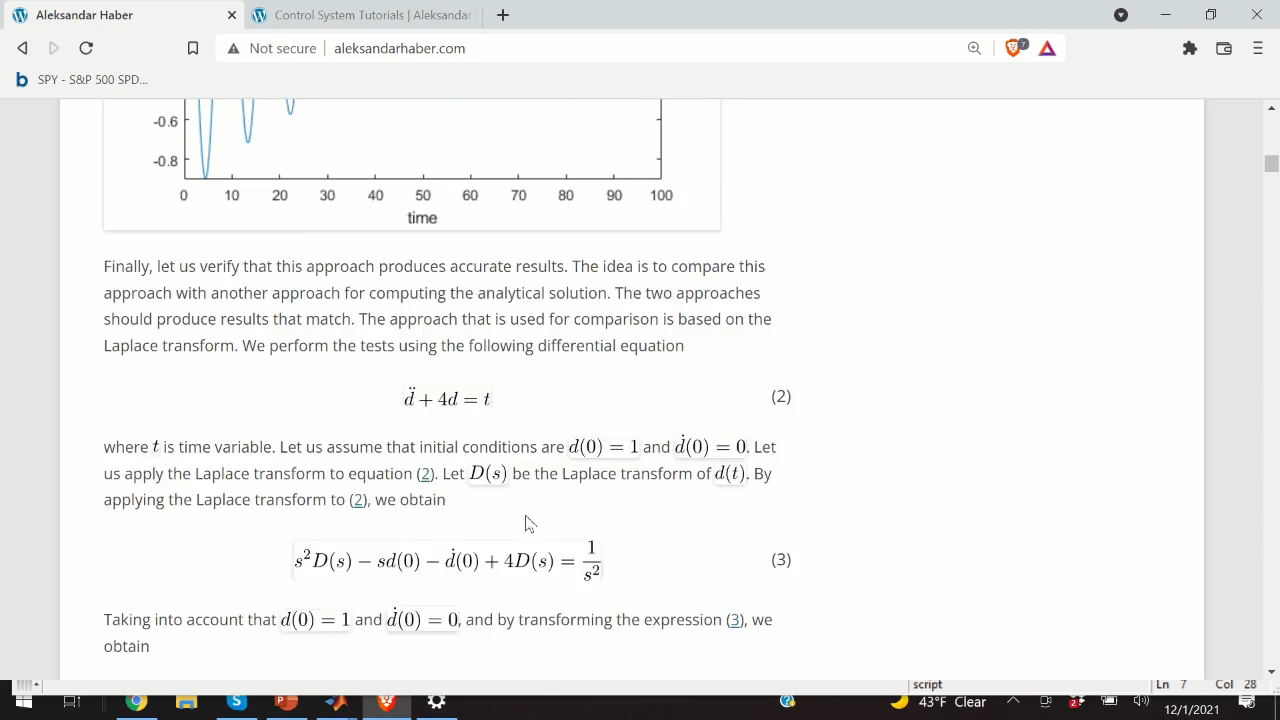 Aleksandar Haber
Control System Tutorials | Aleksandar
Not secure
aleksandarhaber.com
7
SPY - S&P 500 SPD...
-0.6
-0.8
0 10 20 30 40 50 60 70 80 90 100
time
Finally, let us verify that this approach produces accurate results. The idea is to compare this
approach with another approach for computing the analytical solution. The two approaches
should produce results that match. The approach that is used for comparison is based on the
Laplace transform. We perform the tests using the following differential equation
d̈ + 4d = t (2)
where t is time variable. Let us assume that initial conditions are d(0) = 1 and ḋ(0) = 0. Let
us apply the Laplace transform to equation (2). Let D(s) be the Laplace transform of d(t). By
applying the Laplace transform to (2), we obtain
s²D(s) − sd(0) − ḋ(0) + 4D(s) = 1/s² (3)
Taking into account that d(0) = 1 and ḋ(0) = 0, and by transforming the expression (3), we
obtain
script Ln 7 Col 28
43°F Clear
2
12/1/2021